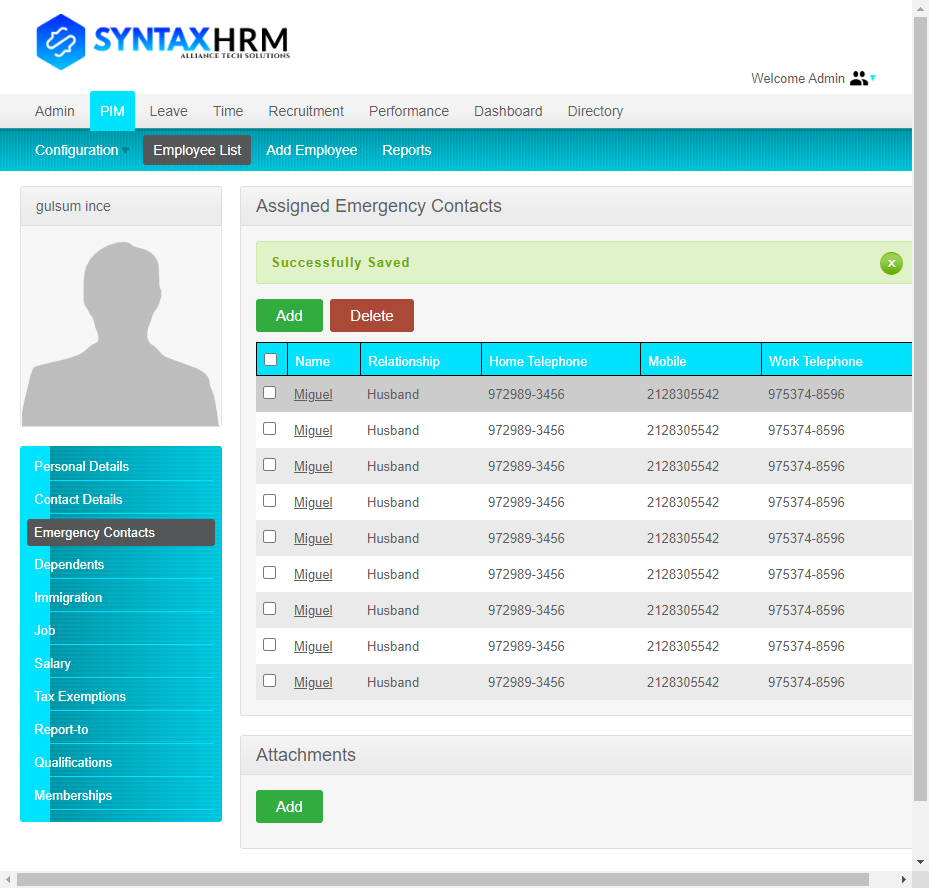 SYNTAXHRM
ALLIANCE TECH SOLUTIONS
Welcome Admin
Admin PIM Leave Time Recruitment Performance Dashboard Directory
Configuration Employee List Add Employee Reports
gulsum ince
Personal Details
Contact Details
Emergency Contacts
Dependents
Immigration
Job
Salary
Tax Exemptions
Report-to
Qualifications
Memberships
Assigned Emergency Contacts
Successfully Saved
Add Delete
Name Relationship Home Telephone Mobile Work Telephone
Miguel Husband 972989-3456 2128305542 975374-8596
Miguel Husband 972989-3456 2128305542 975374-8596
Miguel Husband 972989-3456 2128305542 975374-8596
Miguel Husband 972989-3456 2128305542 975374-8596
Miguel Husband 972989-3456 2128305542 975374-8596
Miguel Husband 972989-3456 2128305542 975374-8596
Miguel Husband 972989-3456 2128305542 975374-8596
Miguel Husband 972989-3456 2128305542 975374-8596
Miguel Husband 972989-3456 2128305542 975374-8596
Attachments
Add